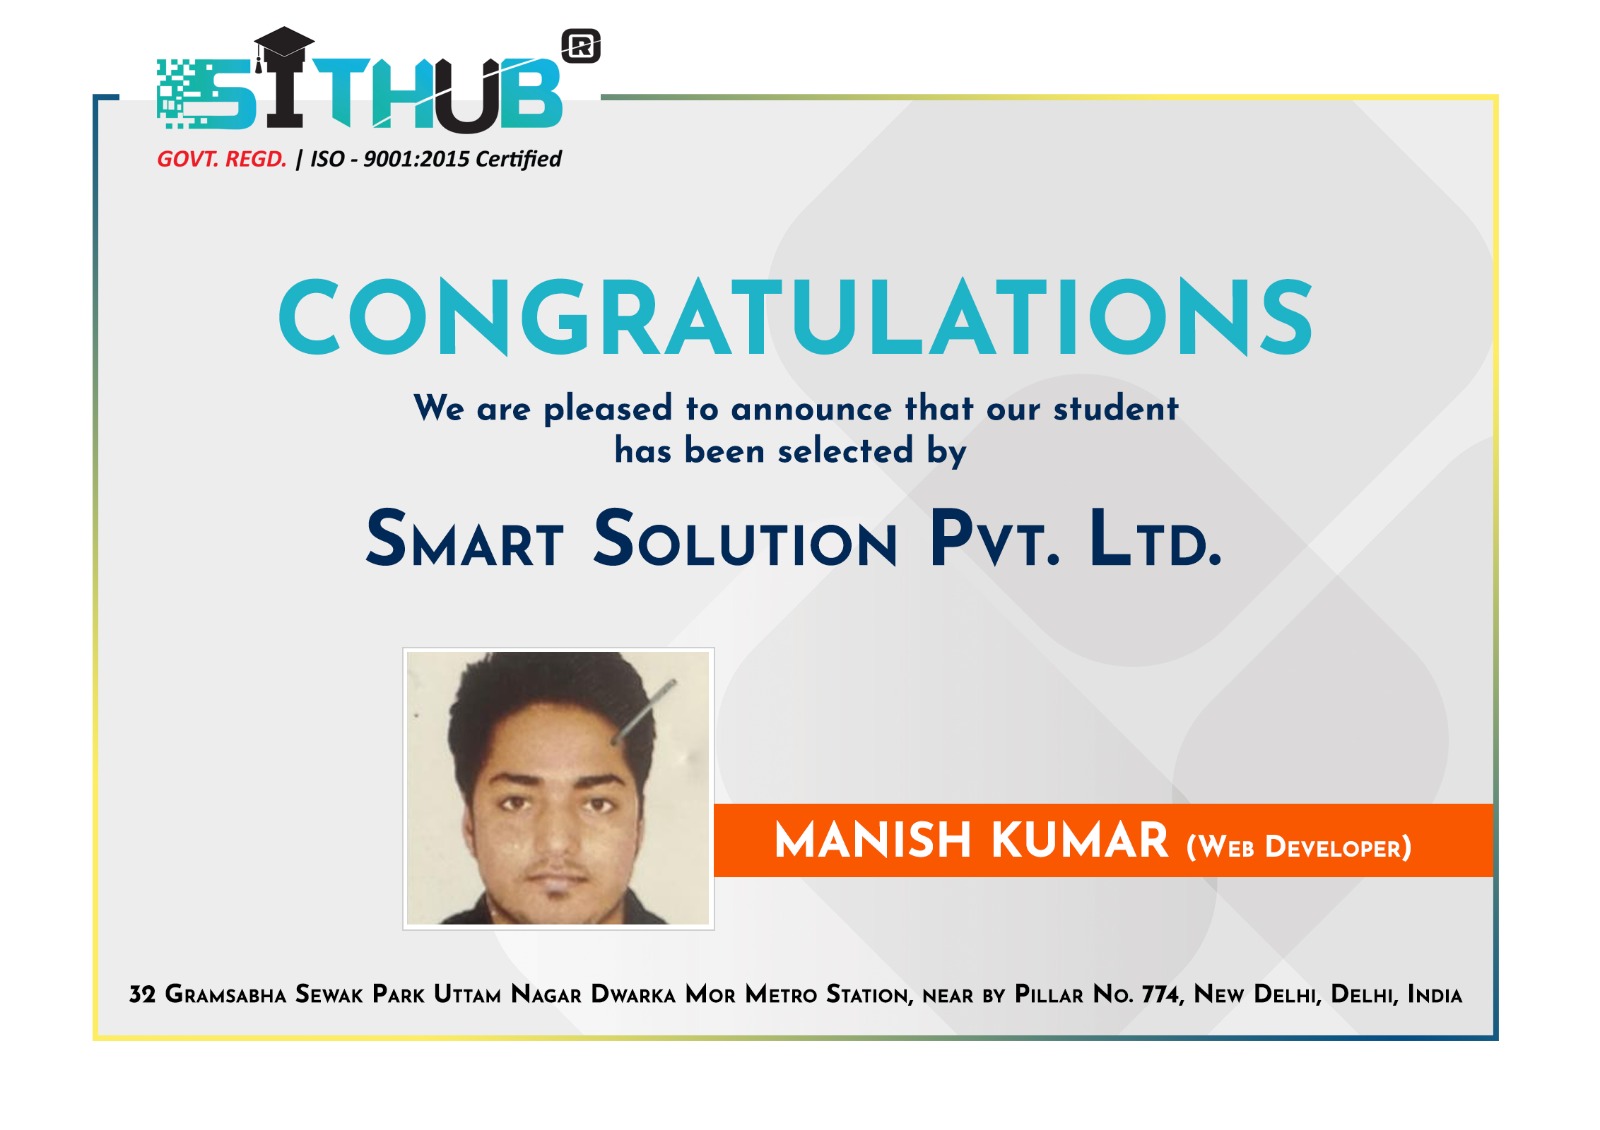 SITHUB®
GOVT. REGD. | ISO - 9001:2015 Certified
CONGRATULATIONS
We are pleased to announce that our student
has been selected by
Smart Solution Pvt. Ltd.
MANISH KUMAR (Web Developer)
32 Gramsabha Sewak Park Uttam Nagar Dwarka Mor Metro Station, near by Pillar No. 774, New Delhi, Delhi, India